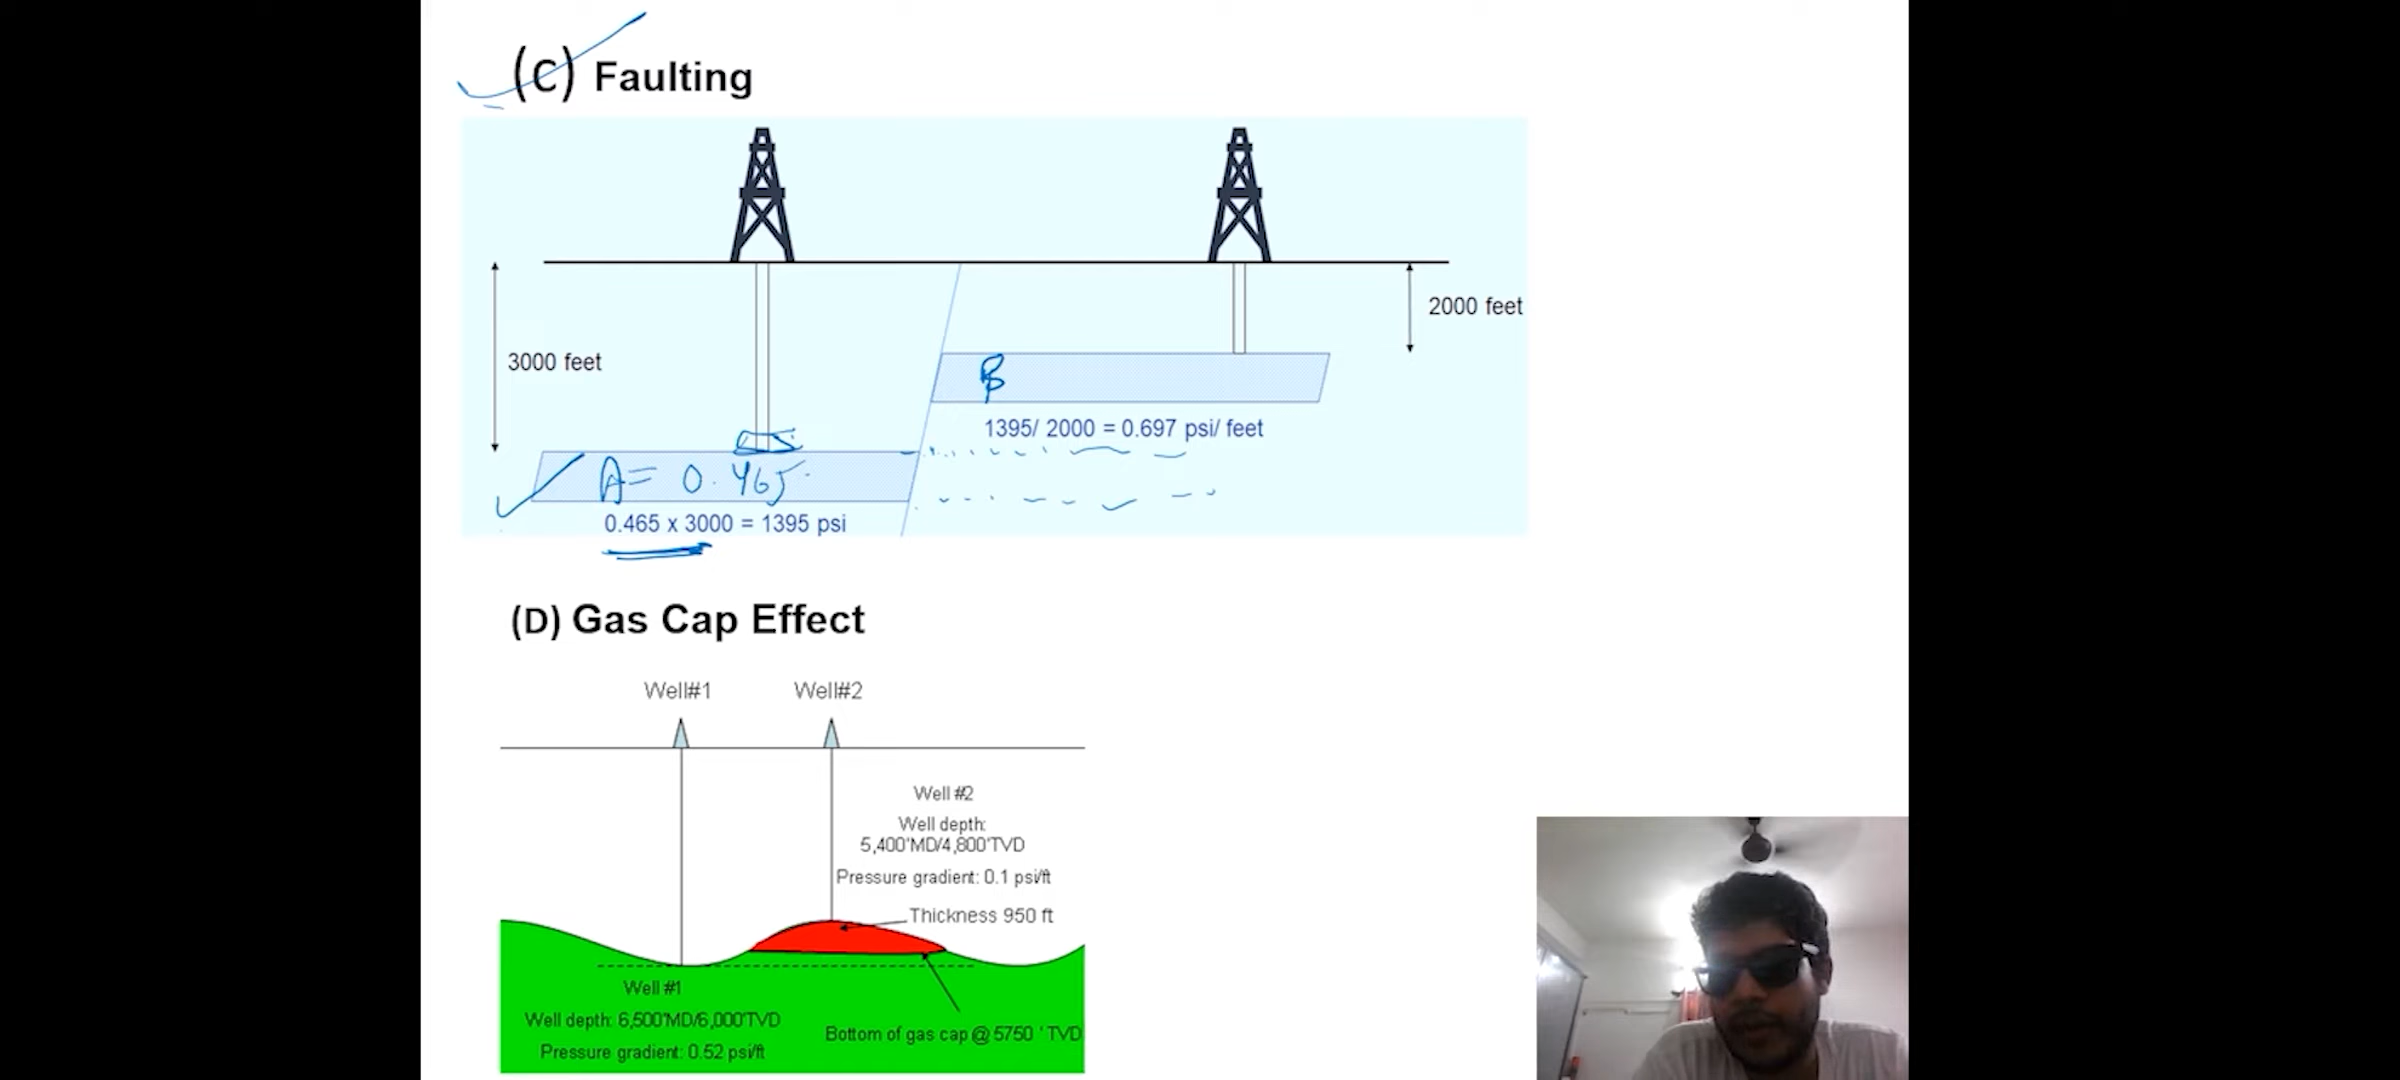 (C) Faulting
2000 feet
3000 feet
B
1395/ 2000 = 0.697 psi/ feet
A= 0.465
0.465 x 3000 = 1395 psi
(D) Gas Cap Effect
Well#1
Well#2
Well #2
Well depth:
5,400'MD/4,800'TVD
Pressure gradient: 0.1 psi/ft
Thickness 950 ft
Well #1
Well depth: 6,500'MD/6,000'TVD
Bottom of gas cap @ 5750 ' TVD
Pressure gradient: 0.52 psi/ft